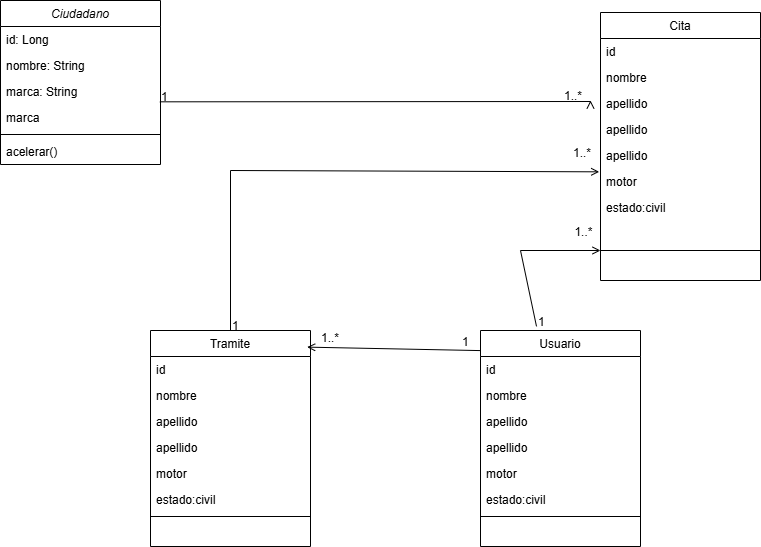 Ciudadano
id: Long
nombre: String
marca: String
marca
acelerar()
Cita
id
nombre
apellido
apellido
apellido
motor
estado:civil
1
1..*
1..*
1..*
1
1
1..*
1
Tramite
id
nombre
apellido
apellido
motor
estado:civil
Usuario
id
nombre
apellido
apellido
motor
estado:civil